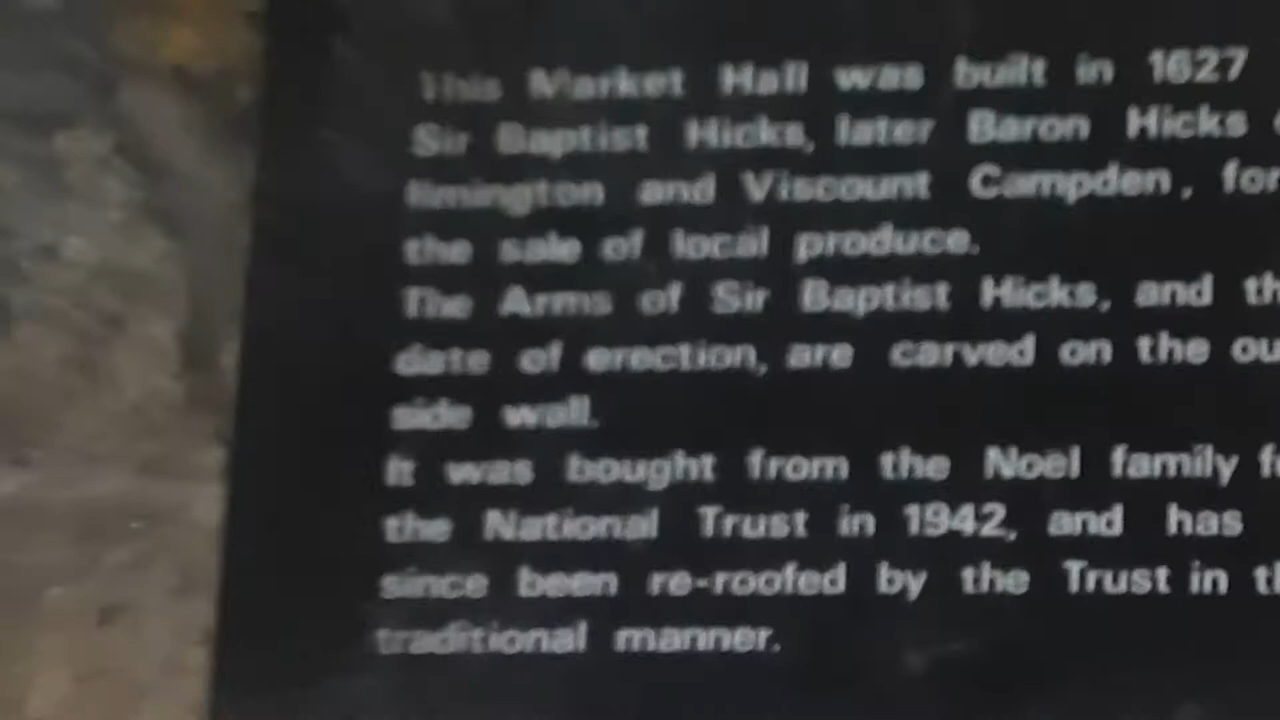 This Market Hall was built in 1627
Sir Baptist Hicks, later Baron Hicks
Ilmington and Viscount Campden, for
the sale of local produce.
The Arms of Sir Baptist Hicks, and th
date of erection, are carved on the ou
side wall.
It was bought from the Noel family f
the National Trust in 1942, and has
since been re-roofed by the Trust in th
traditional manner.